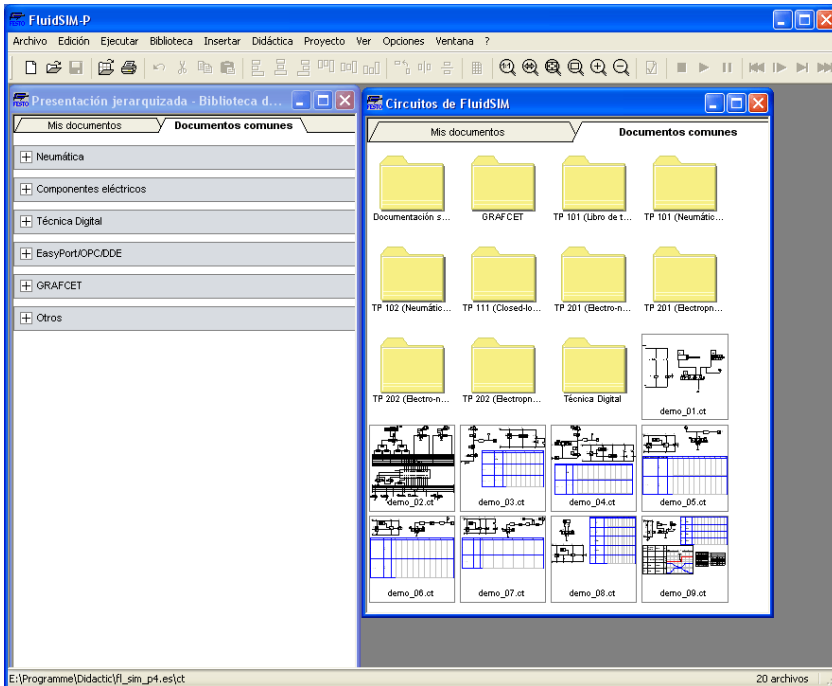 FluidSIM-P
Archivo Edición Ejecutar Biblioteca Insertar Didáctica Proyecto Ver Opciones Ventana ?
Presentación jerarquizada - Biblioteca d...
Mis documentos Documentos comunes
Neumática
Componentes eléctricos
Técnica Digital
EasyPort/OPC/DDE
GRAFCET
Otros
Circuitos de FluidSIM
Mis documentos Documentos comunes
Documentación s... GRAFCET TP 101 (Libro de t... TP 101 (Neumátic...
TP 102 (Neumátic... TP 111 (Closed-lo... TP 201 (Electro-n... TP 201 (Electropn...
TP 202 (Electro-n... TP 202 (Electropn... Técnica Digital demo_01.ct
demo_02.ct demo_03.ct demo_04.ct demo_05.ct
demo_06.ct demo_07.ct demo_08.ct demo_09.ct
E:\Programme\Didactic\fl_sim_p4.es\ct 20 archivos